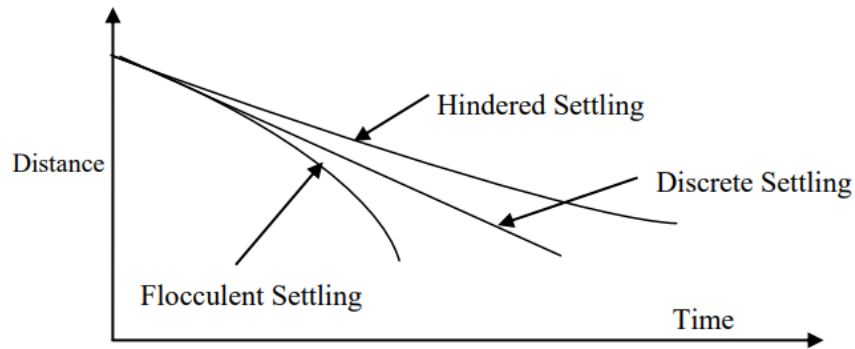 Hindered Settling
Distance
Discrete Settling
Flocculent Settling
Time